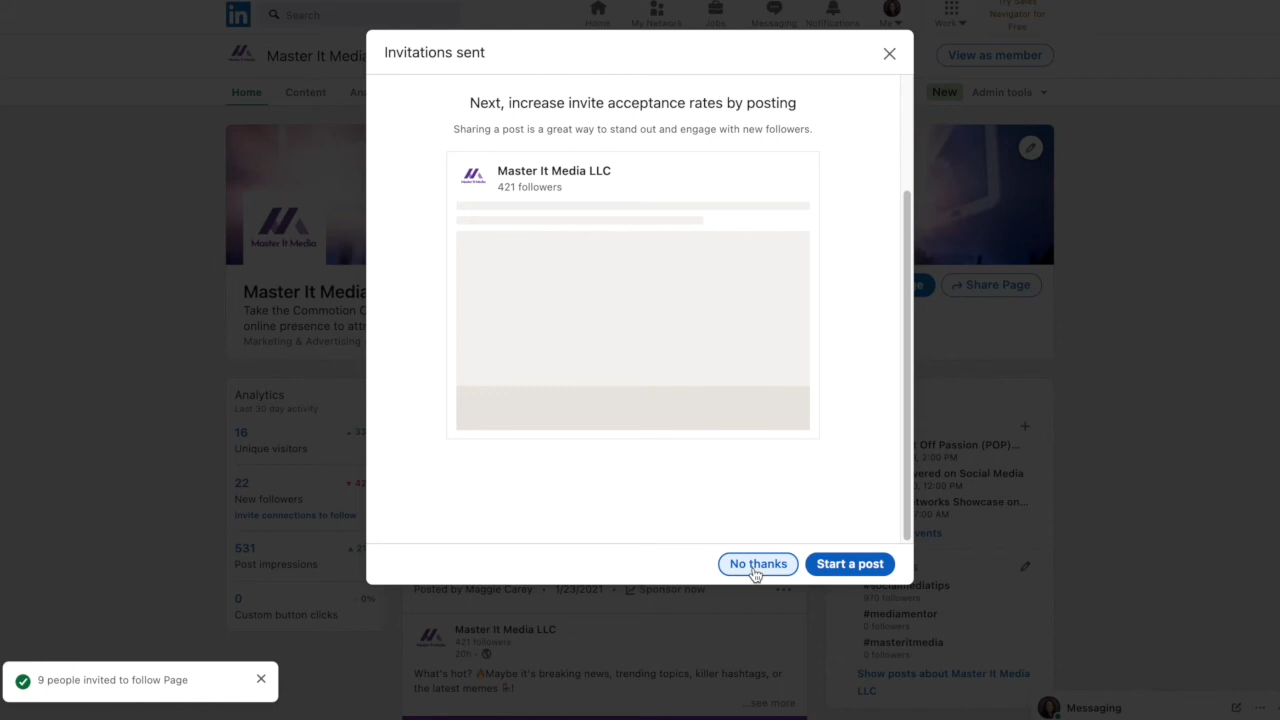 Search
Home
My Network
Jobs
Messaging
Notifications
Me
Work
Try Sales
Navigator for
Free
Master It Media
View as member
Home
Content
New
Admin tools
Invitations sent
Next, increase invite acceptance rates by posting
Sharing a post is a great way to stand out and engage with new followers.
Master It Media LLC
421 followers
No thanks
Start a post
Master It Media
Master It Media
Take the Commotion
online presence to
Marketing & Advertising
Share Page
Analytics
Last 30 day activity
16
Unique visitors
22
New followers
Invite connections to follow
531
Post impressions
0
0%
Custom button clicks
Off Passion (POP)...
2:00 PM
on Social Media
12:00 PM
Showcase on...
7:00 AM
#socialmediatips
970 followers
#mediamentor
0 followers
#masteritmedia
0 followers
Show posts about Master It Media
LLC
Posted by Maggie Carey • 1/23/2021 • Sponsor now
Master It Media LLC
421 followers
20h •
What's hot? 🔥Maybe it's breaking news, trending topics, killer hashtags, or
the latest memes !
...see more
9 people invited to follow Page
Messaging